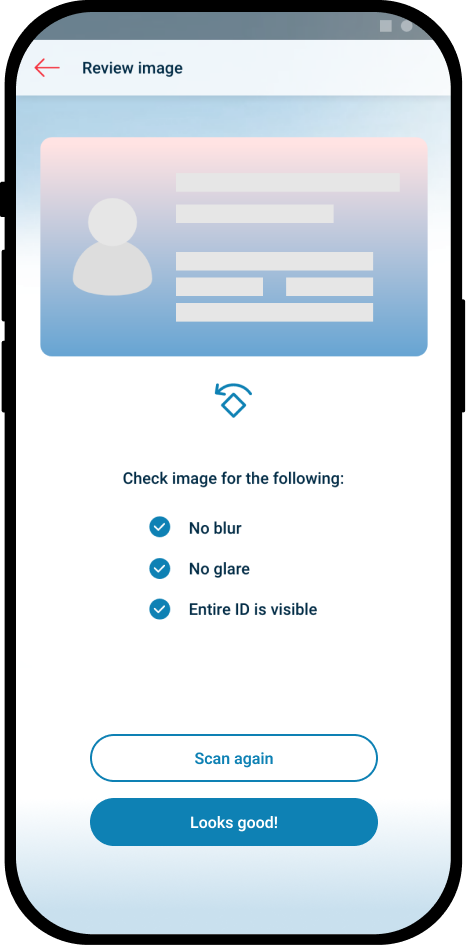 Review image
Check image for the following:
No blur
No glare
Entire ID is visible
Scan again
Looks good!